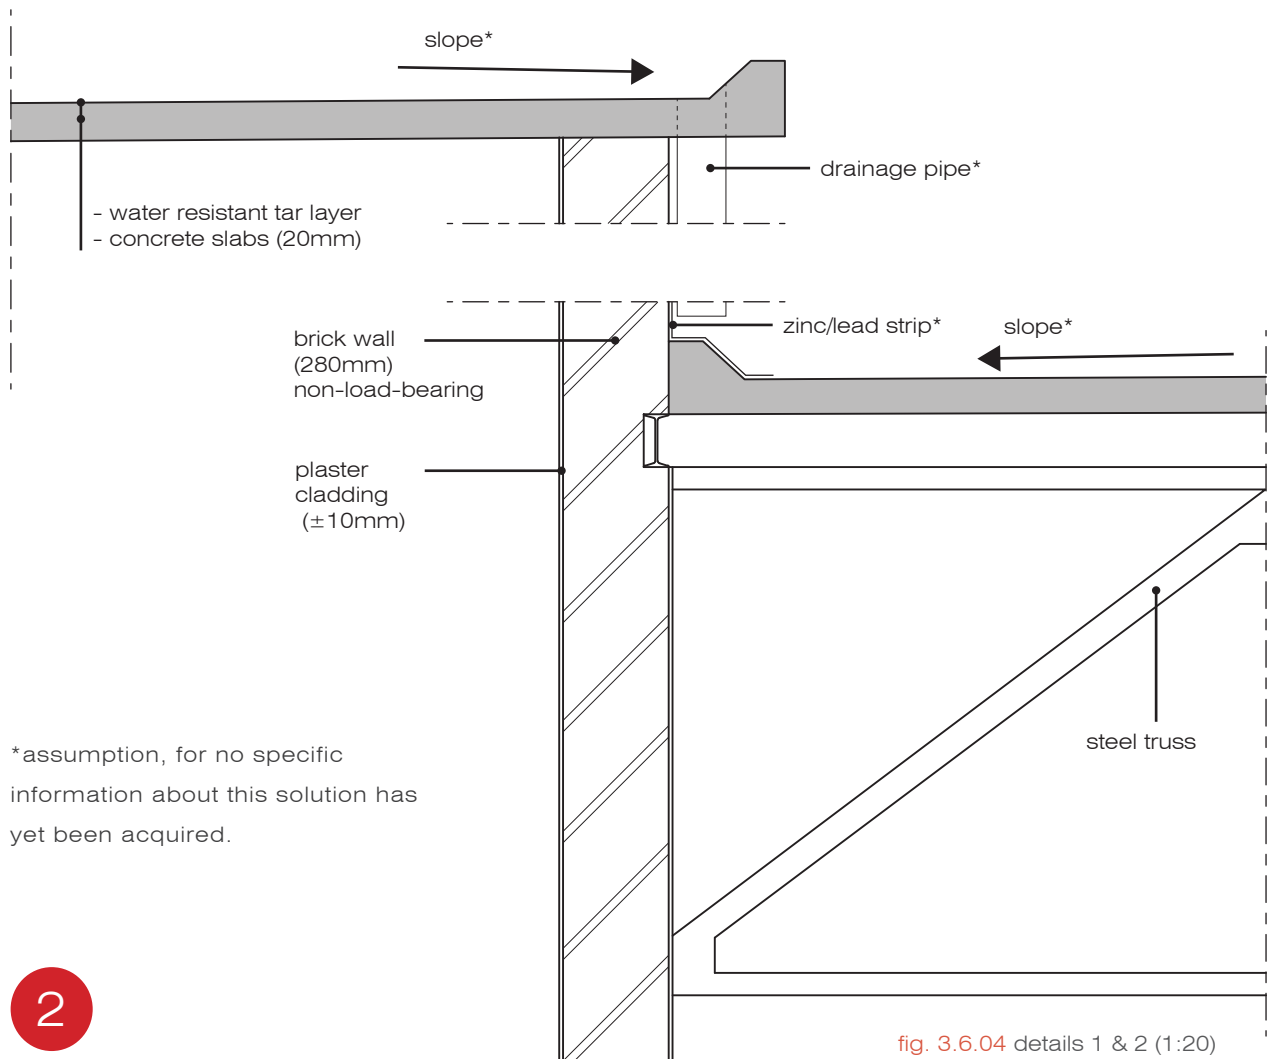 slope*
drainage pipe*
- water resistant tar layer
- concrete slabs (20mm)
zinc/lead strip*
slope*
brick wall
(280mm)
non-load-bearing
plaster
cladding
(±10mm)
steel truss
*assumption, for no specific
information about this solution has
yet been acquired.
2
fig. 3.6.04 details 1 & 2 (1:20)